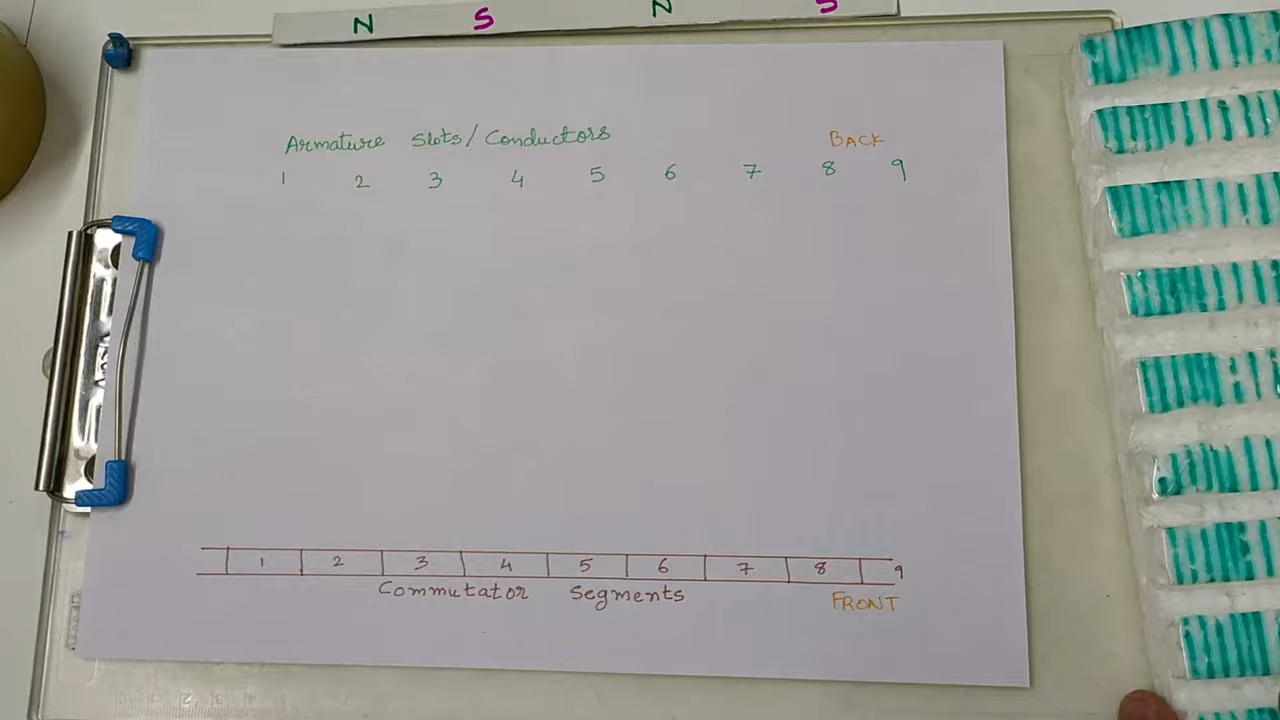 N S N S
Armature Slots/Conductors BACK
1 2 3 4 5 6 7 8 9
1 2 3 4 5 6 7 8 9
Commutator Segments FRONT